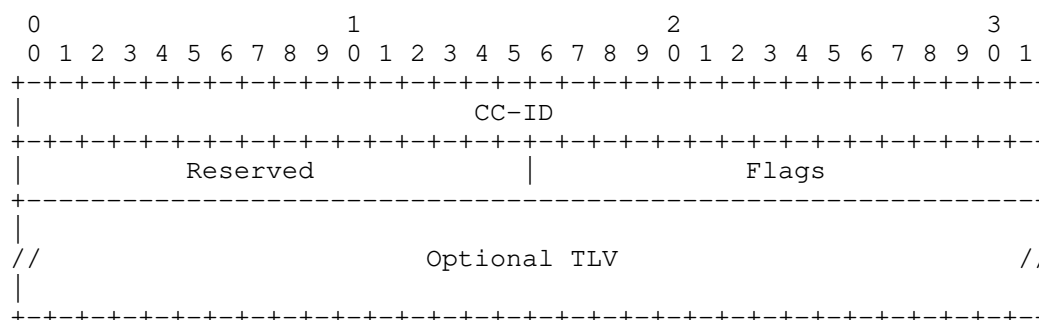 0                   1                   2                   3
 0 1 2 3 4 5 6 7 8 9 0 1 2 3 4 5 6 7 8 9 0 1 2 3 4 5 6 7 8 9 0 1
+-+-+-+-+-+-+-+-+-+-+-+-+-+-+-+-+-+-+-+-+-+-+-+-+-+-+-+-+-+-+-+-
|                            CC-ID
+-+-+-+-+-+-+-+-+-+-+-+-+-+-+-+-+-+-+-+-+-+-+-+-+-+-+-+-+-+-+-+-
|          Reserved             |             Flags
+----------------------------------------------------------------
|
//                        Optional TLV                         //
|
+-+-+-+-+-+-+-+-+-+-+-+-+-+-+-+-+-+-+-+-+-+-+-+-+-+-+-+-+-+-+-+-